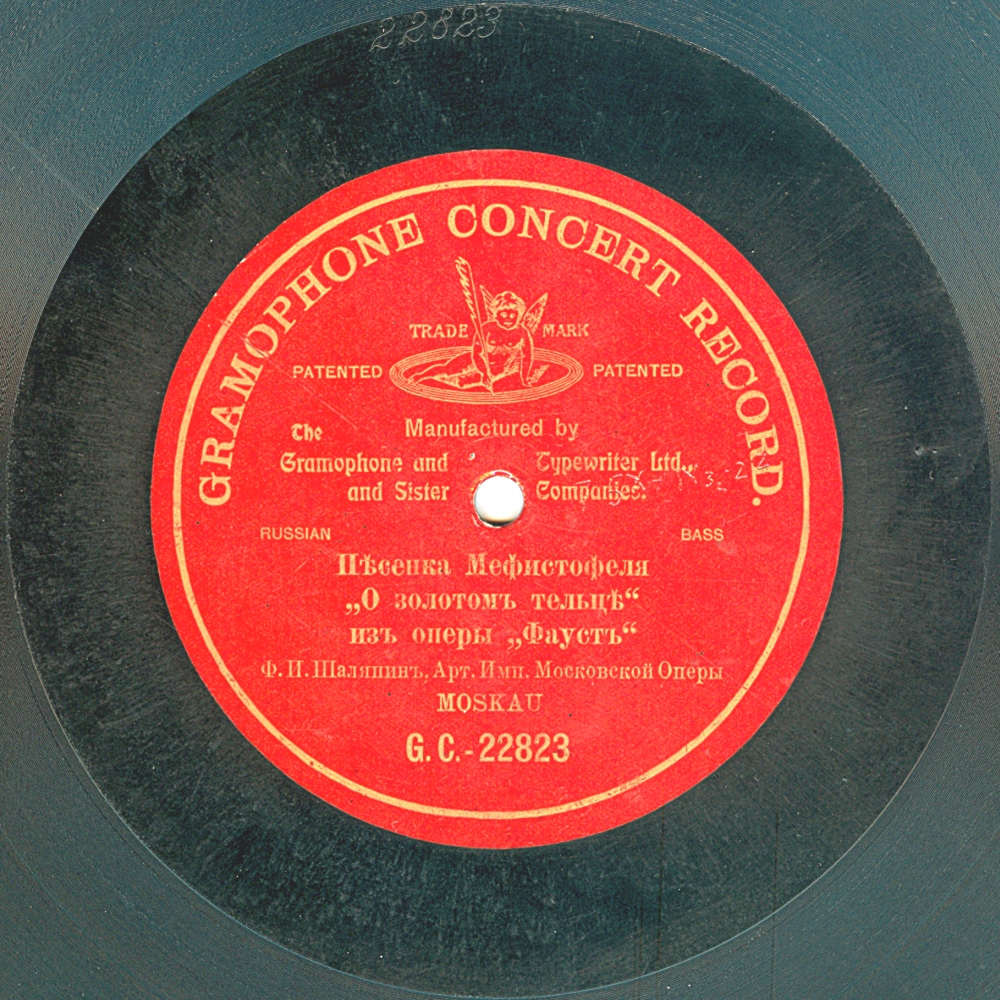 22823
GRAMOPHONE CONCERT RECORD.
TRADE MARK
PATENTED PATENTED
Manufactured by
The
Gramophone and Typewriter Ltd.,
and Sister Companies.
RUSSIAN BASS
Пѣсенка Мефистофеля
„О золотомъ тельцѣ“
изъ оперы „Фаустъ“
Ф. И. Шаляпинъ, Арт. Имп. Московской Оперы
MOSKAU
G. C. - 22823